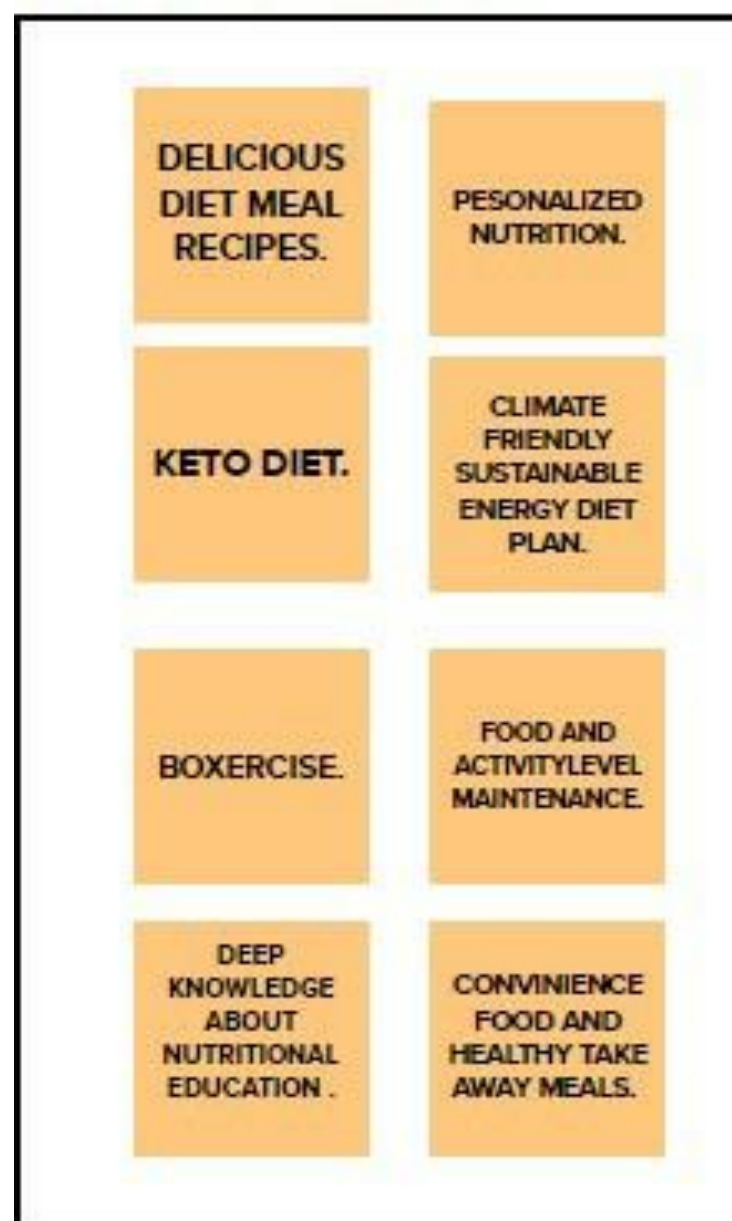 DELICIOUS
DIET MEAL
RECIPES.
PESONALIZED
NUTRITION.
KETO DIET.
CLIMATE
FRIENDLY
SUSTAINABLE
ENERGY DIET
PLAN.
BOXERCISE.
FOOD AND
ACTIVITYLEVEL
MAINTENANCE.
DEEP
KNOWLEDGE
ABOUT
NUTRITIONAL
EDUCATION .
CONVINIENCE
FOOD AND
HEALTHY TAKE
AWAY MEALS.